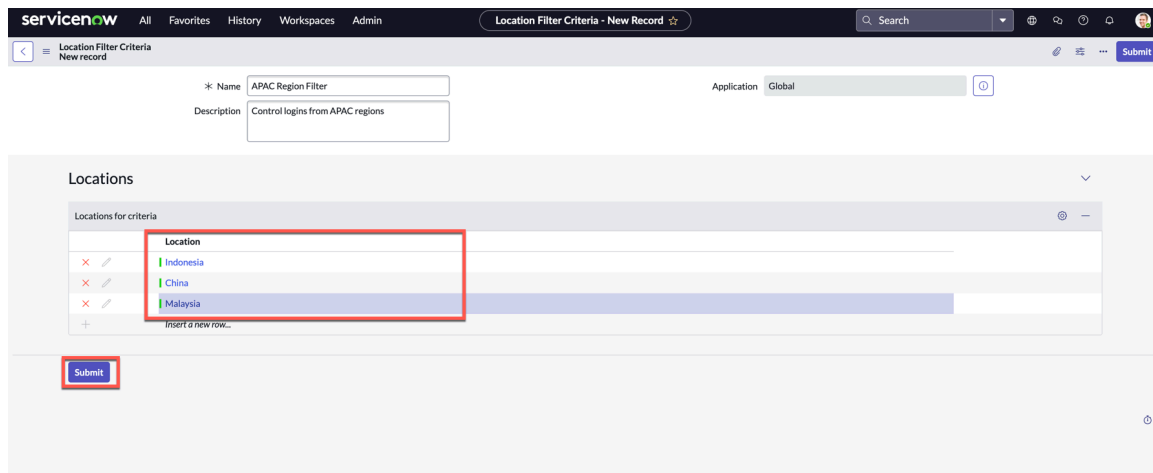 servicenow All Favorites History Workspaces Admin Location Filter Criteria - New Record Search
Location Filter Criteria
New record
Submit
Name APAC Region Filter Application Global
Description Control logins from APAC regions
Locations
Locations for criteria
Location
Indonesia
China
Malaysia
Insert a new row...
Submit